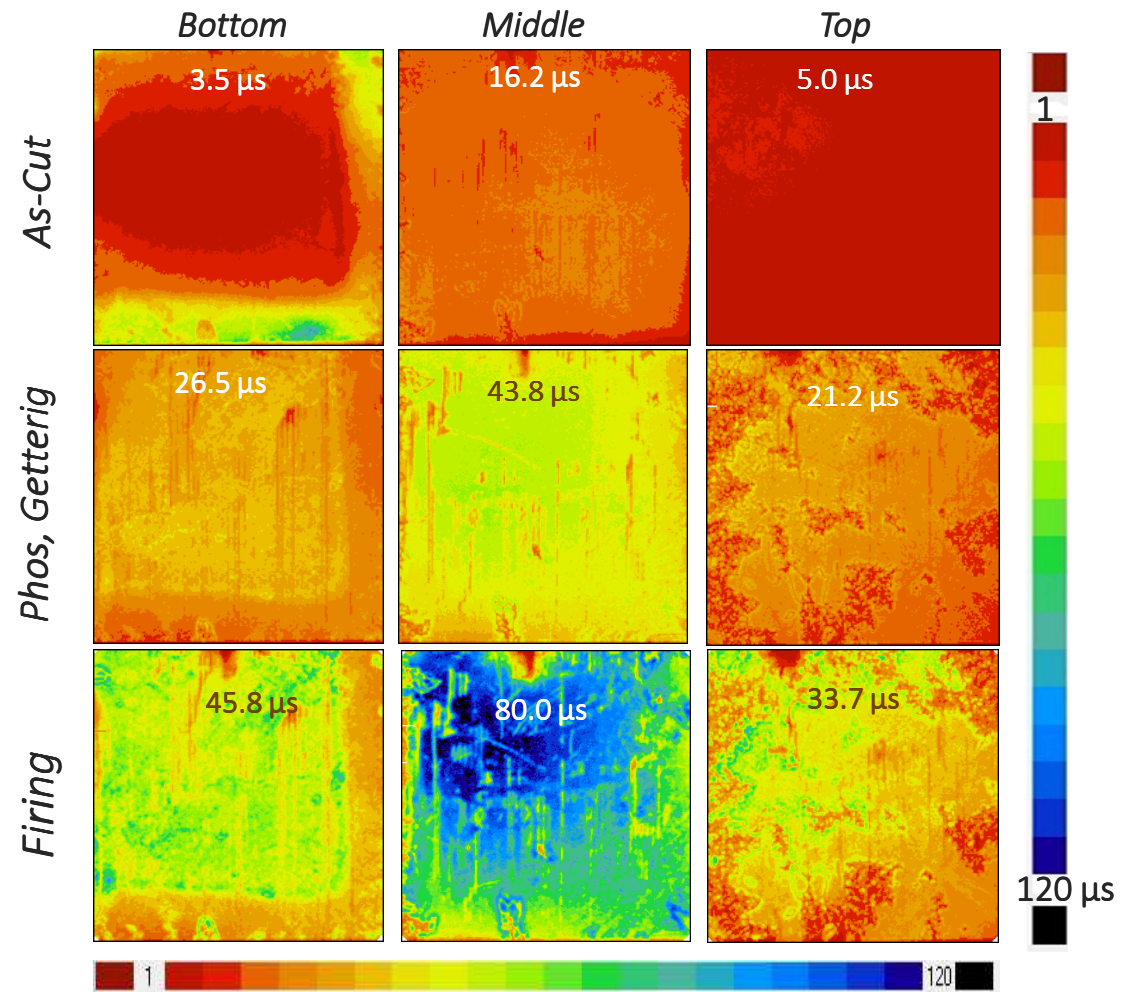 Bottom Middle Top
As-Cut
3.5 µs 16.2 µs 5.0 µs
1
Phos, Getterig
26.5 µs 43.8 µs 21.2 µs
Firing
45.8 µs 80.0 µs 33.7 µs
120 µs
1 120